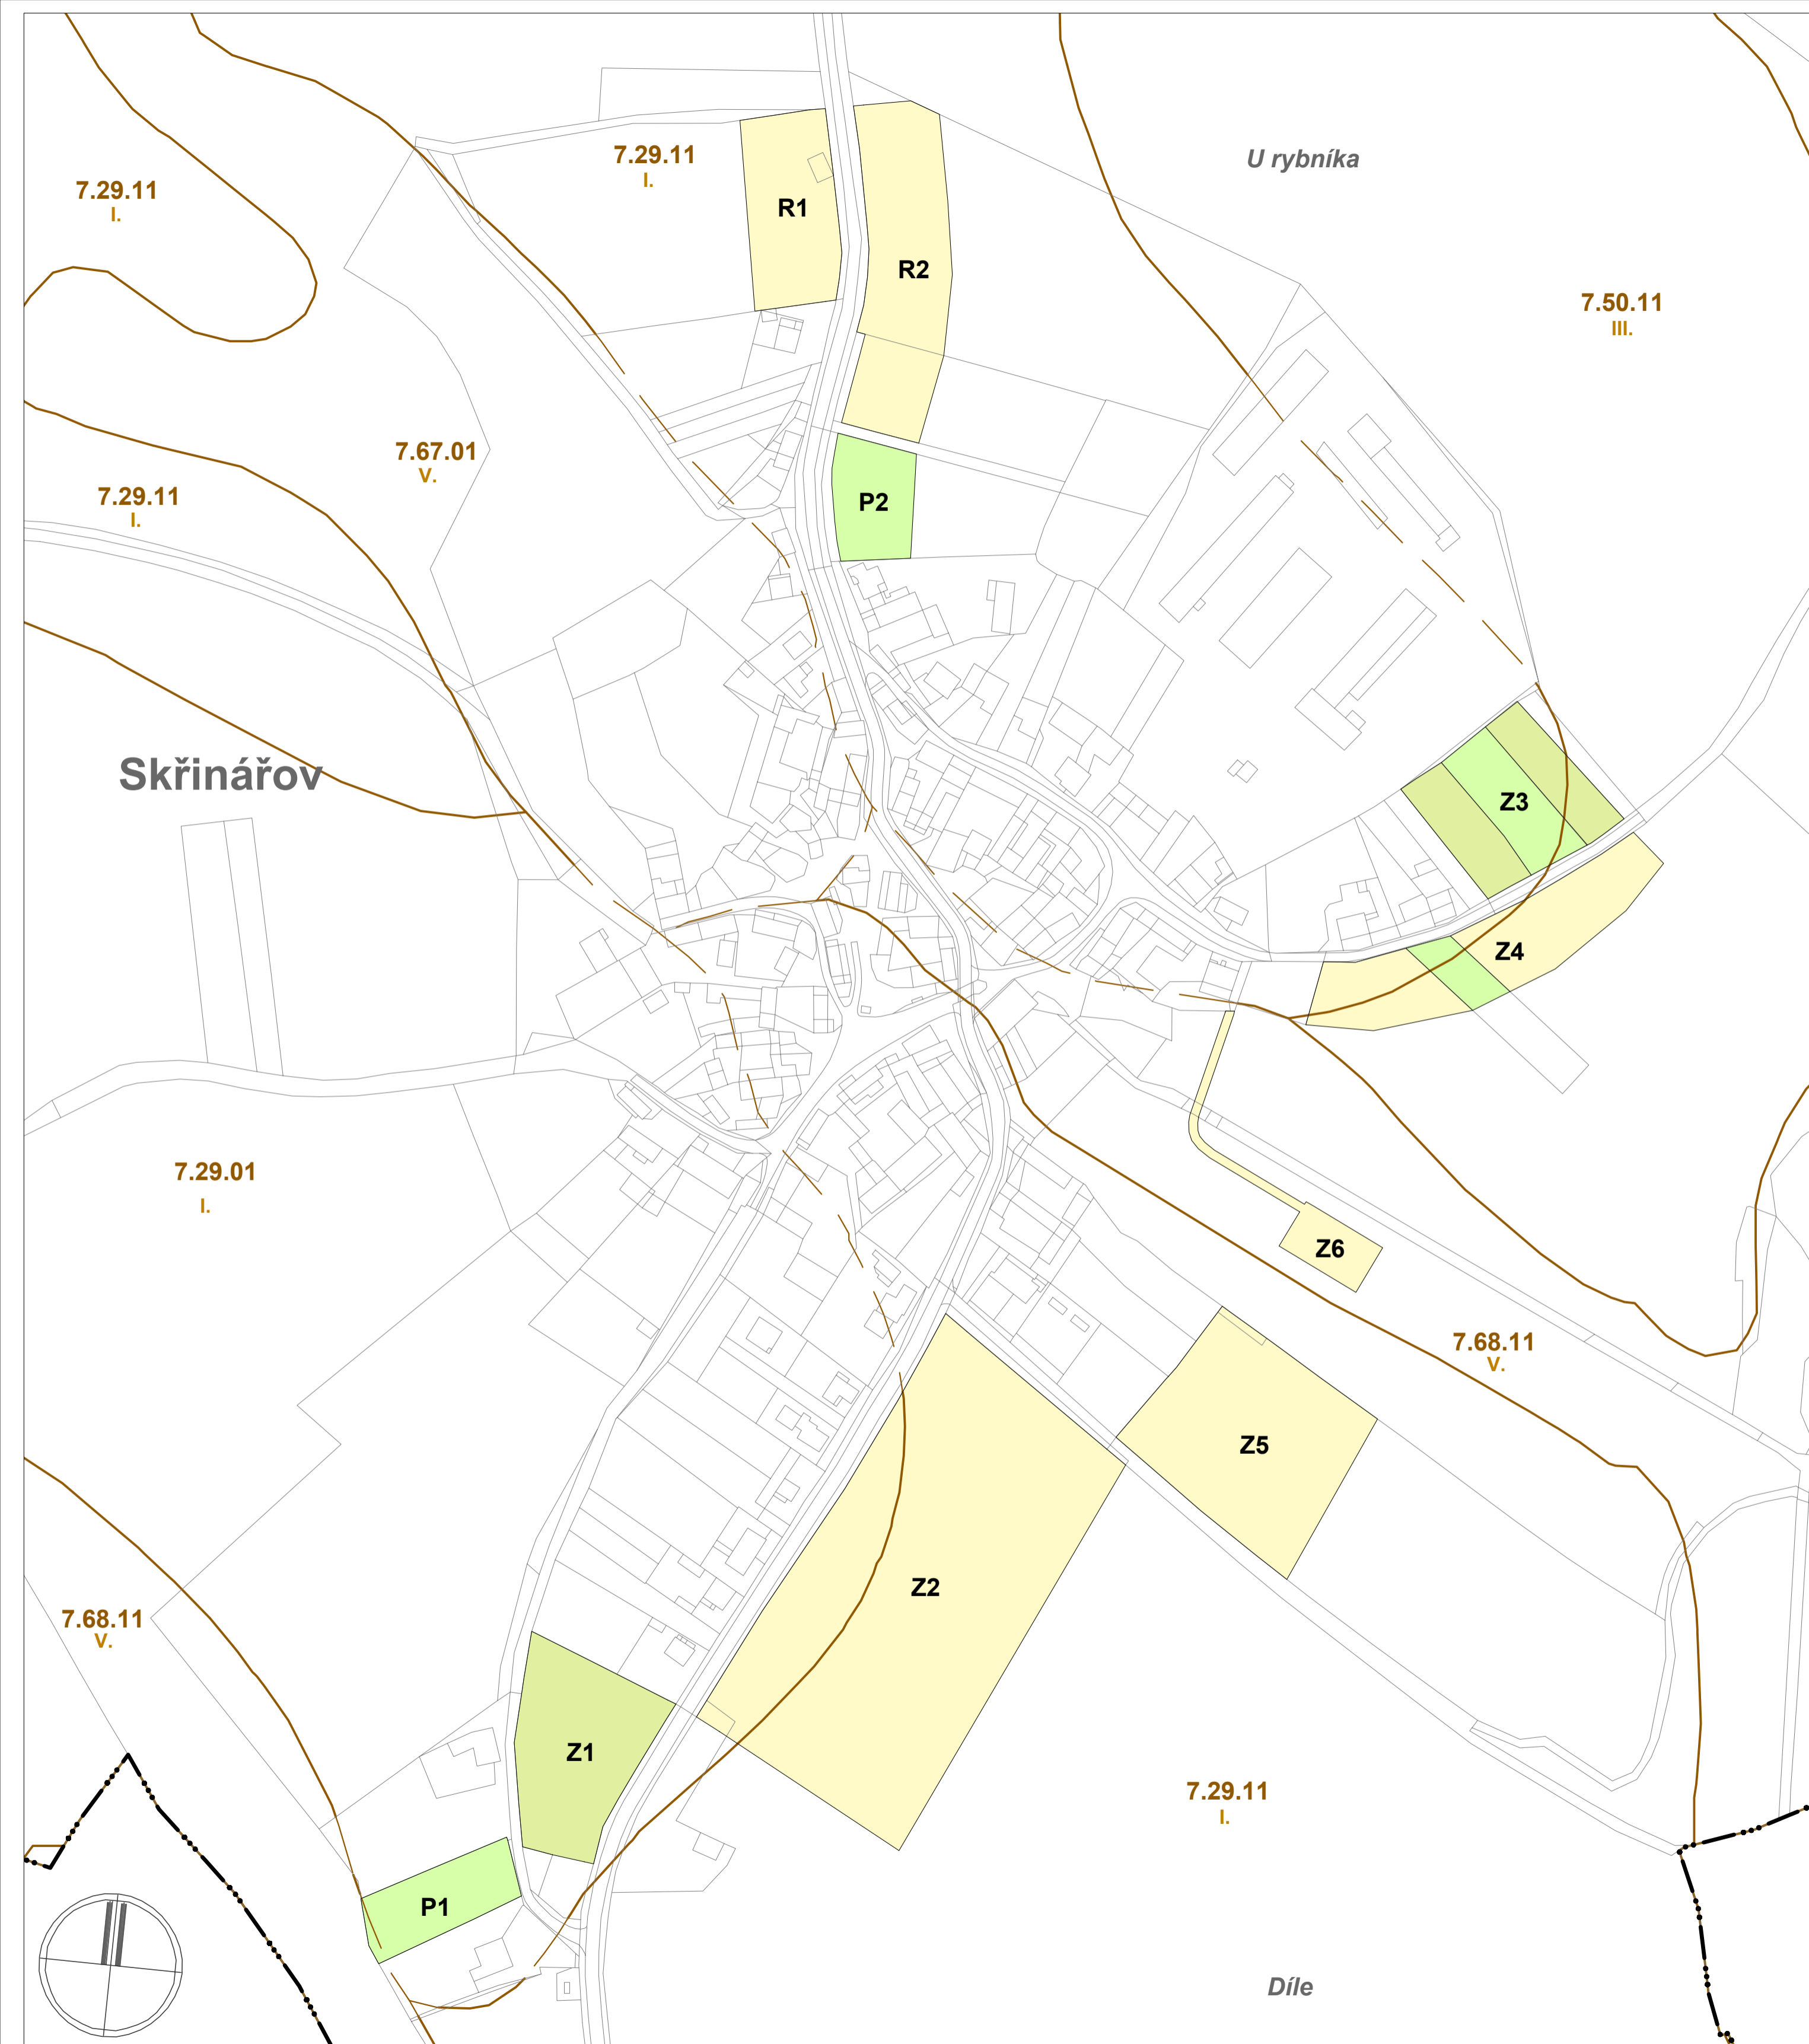 U rybníka
7.29.11
I.
7.29.11
I.
R1
R2
7.50.11
III.
7.67.01
V.
7.29.11
I.
P2
Skřinářov
Z3
Z4
7.29.01
I.
Z6
7.68.11
V.
Z5
Z2
7.68.11
V.
Z1
7.29.11
I.
P1
Díle